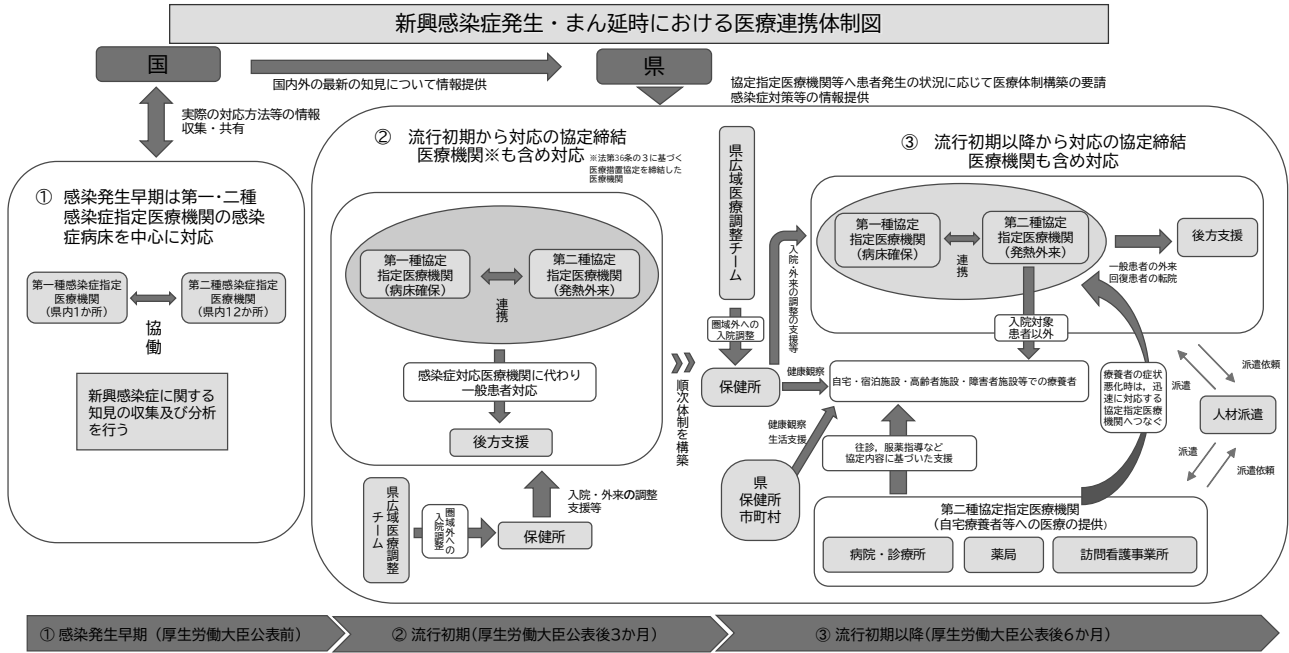 新興感染症発生・まん延時における医療連携体制図
国
県
国内外の最新の知見について情報提供
協定指定医療機関等へ患者発生の状況に応じて医療体制構築の要請
感染症対策等の情報提供
実際の対応方法等の情報
収集・共有
① 感染発生早期は第一・二種
感染症指定医療機関の感染
症病床を中心に対応
第一種感染症指定
医療機関
（県内1か所）
第二種感染症指定
医療機関
（県内12か所）
協
働
新興感染症に関する
知見の収集及び分析
を行う
② 流行初期から対応の協定締結
医療機関※も含め対応
※法第36条の３に基づく
医療措置協定を締結した
医療機関
第一種協定
指定医療機関
（病床確保）
第二種協定
指定医療機関
（発熱外来）
連携
感染症対応医療機関に代わり
一般患者対応
後方支援
県広域医療調整
チーム
圏域外への
入院調整
保健所
入院・外来の調整
支援等
順次体制を構築
③ 流行初期以降から対応の協定締結
医療機関も含め対応
県広域医療調整チーム
圏域外への
入院調整
保健所
入院・外来の調整の支援等
第一種協定
指定医療機関
（病床確保）
第二種協定
指定医療機関
（発熱外来）
連携
後方支援
一般患者の外来
回復患者の転院
入院対象
患者以外
健康観察
自宅・宿泊施設・高齢者施設・障害者施設等での療養者
健康観察
生活支援
県
保健所
市町村
往診，服薬指導など
協定内容に基づいた支援
療養者の症状
悪化時は，迅
速に対応する
協定指定医療
機関へつなぐ
派遣
派遣依頼
人材派遣
派遣
派遣依頼
第二種協定指定医療機関
（自宅療養者等への医療の提供）
病院・診療所
薬局
訪問看護事業所
① 感染発生早期（厚生労働大臣公表前）
② 流行初期（厚生労働大臣公表後3か月）
③ 流行初期以降（厚生労働大臣公表後6か月）